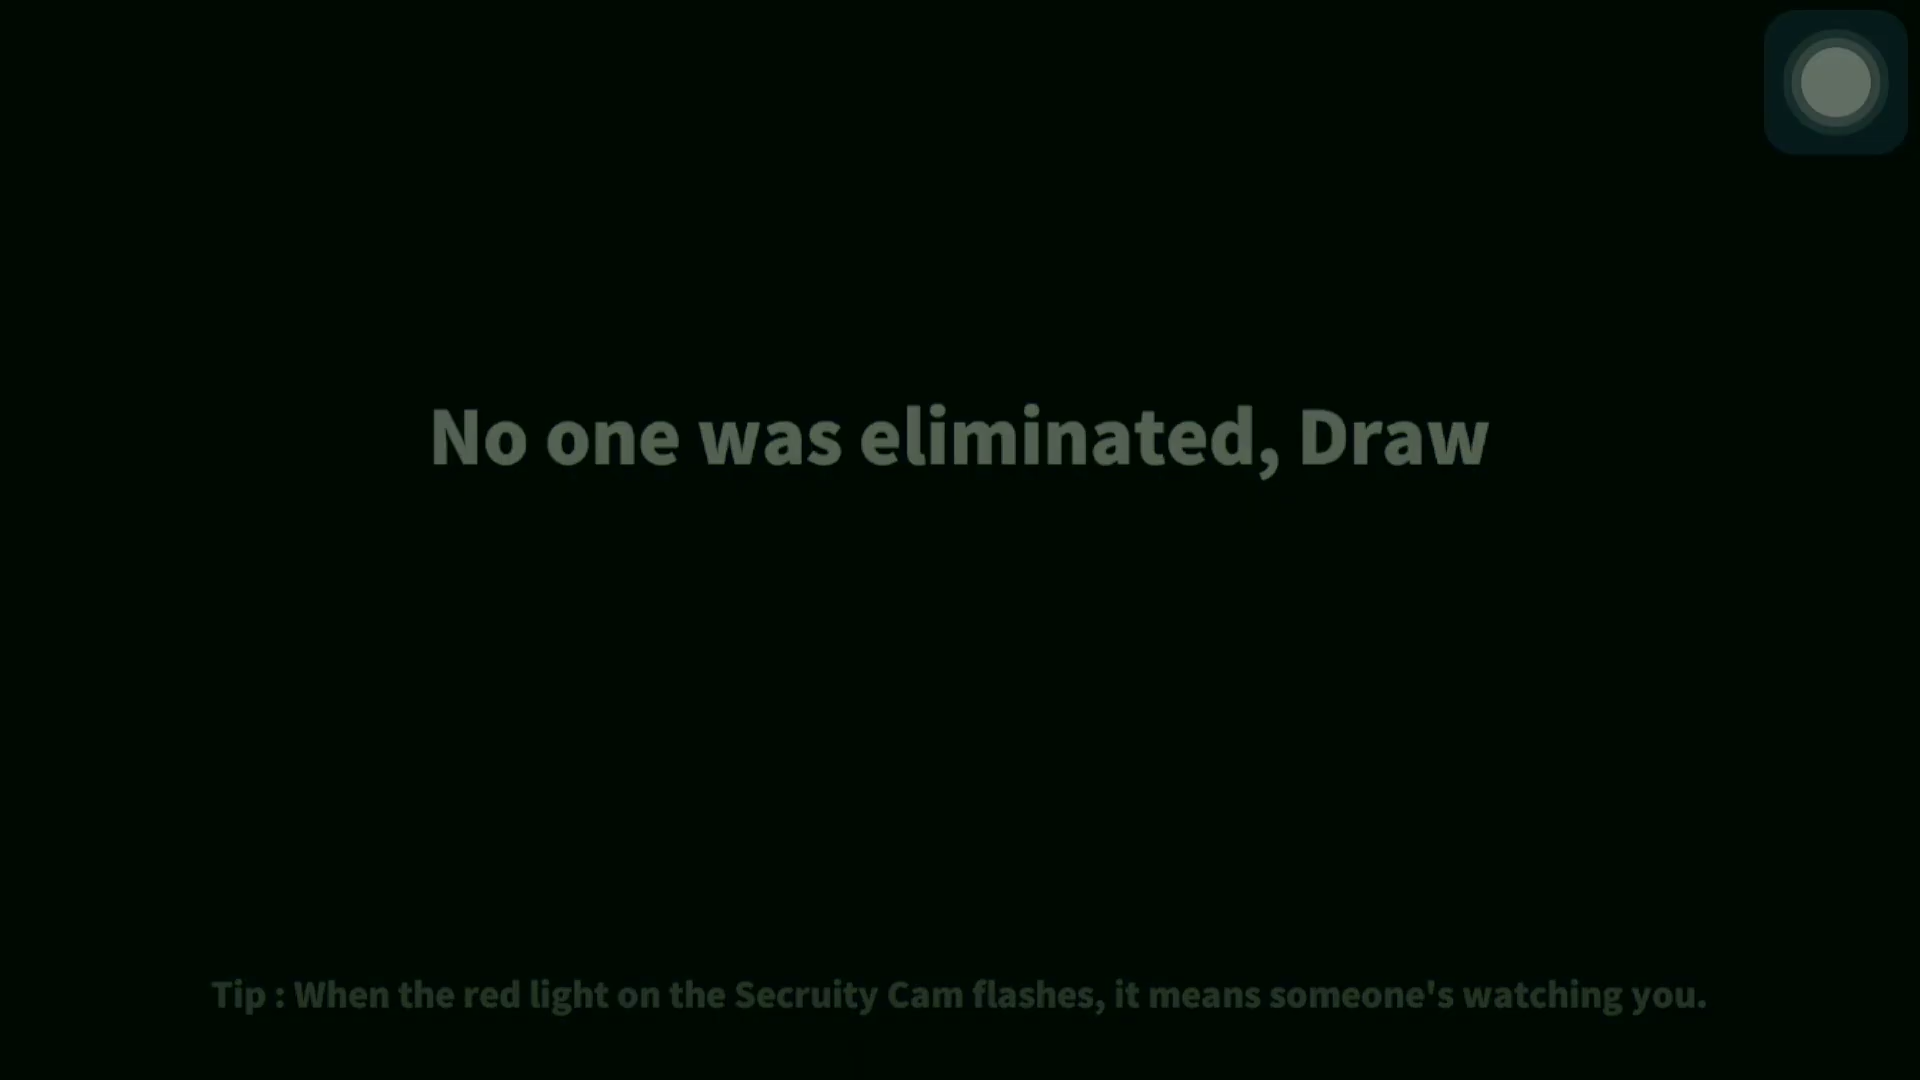 No one was eliminated, Draw
Tip : When the red light on the Secruity Cam flashes, it means someone's watching you.